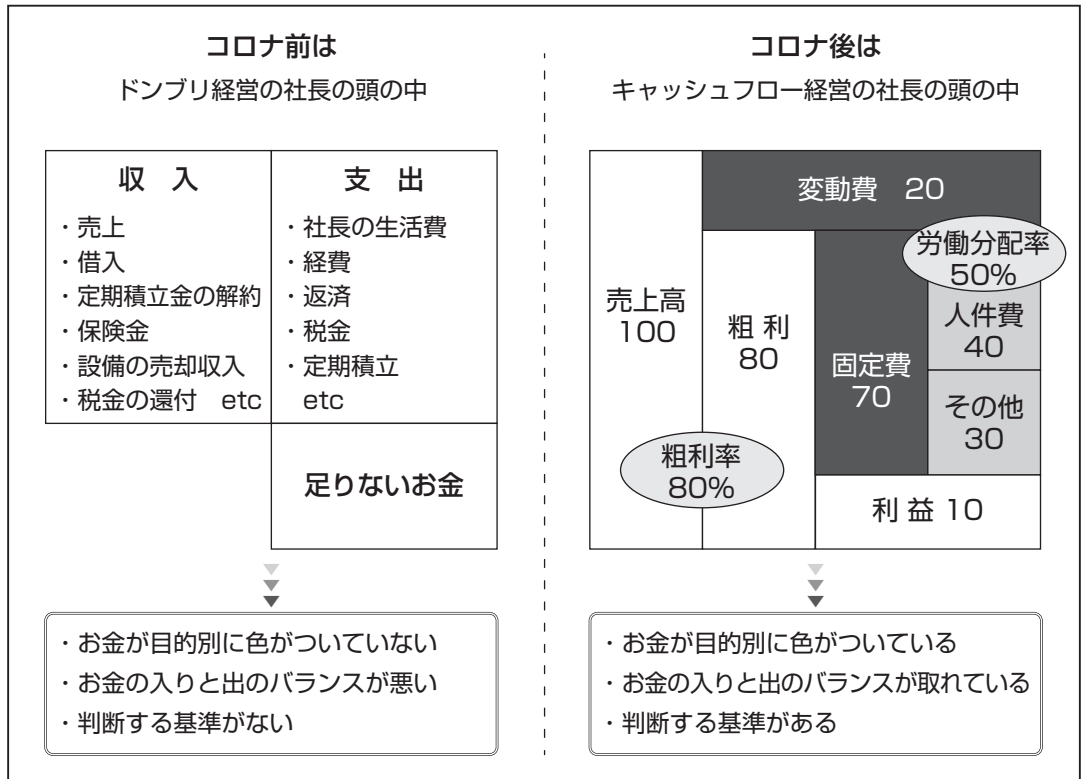 コロナ前は
ドンブリ経営の社長の頭の中
収 入
・売上
・借入
・定期積立金の解約
・保険金
・設備の売却収入
・税金の還付 etc
支 出
・社長の生活費
・経費
・返済
・税金
・定期積立
etc
足りないお金
・お金が目的別に色がついていない
・お金の入りと出のバランスが悪い
・判断する基準がない
コロナ後は
キャッシュフロー経営の社長の頭の中
売上高
100
変動費 20
粗 利
80
粗利率
80%
固定費
70
労働分配率
50%
人件費
40
その他
30
利 益 10
・お金が目的別に色がついている
・お金の入りと出のバランスが取れている
・判断する基準がある